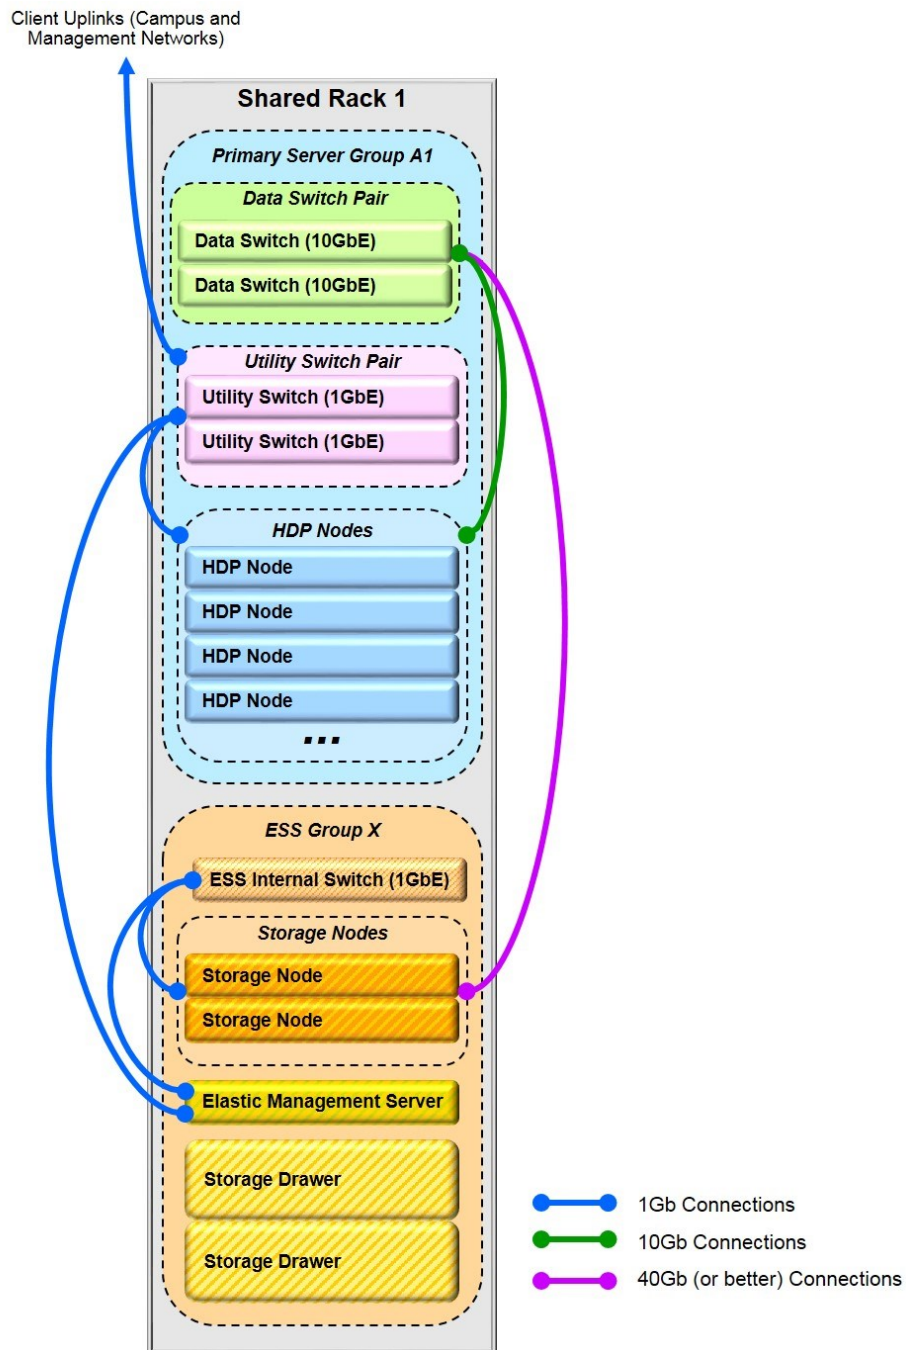 Client Uplinks (Campus and
Management Networks)
Shared Rack 1
Primary Server Group A1
Data Switch Pair
Data Switch (10GbE)
Data Switch (10GbE)
Utility Switch Pair
Utility Switch (1GbE)
Utility Switch (1GbE)
HDP Nodes
HDP Node
HDP Node
HDP Node
HDP Node
...
ESS Group X
ESS Internal Switch (1GbE)
Storage Nodes
Storage Node
Storage Node
Elastic Management Server
Storage Drawer
Storage Drawer
1Gb Connections
10Gb Connections
40Gb (or better) Connections